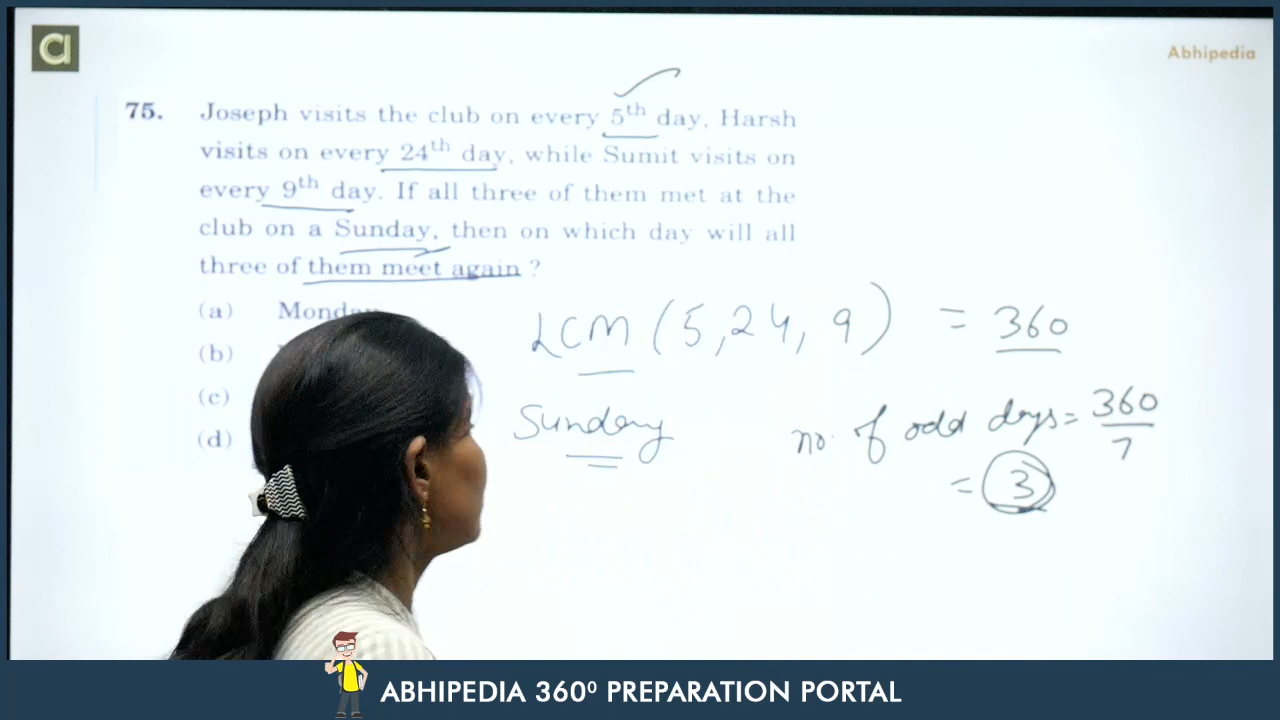 Abhipedia
75. Joseph visits the club on every 5th day, Harsh
visits on every 24th day, while Sumit visits on
every 9th day. If all three of them met at the
club on a Sunday, then on which day will all
three of them meet again ?
(a) Monday
(b)
(c)
(d)
LCM (5, 24, 9) = 360
Sunday
no. of odd days = 360/7
= 3
ABHIPEDIA 360⁰ PREPARATION PORTAL